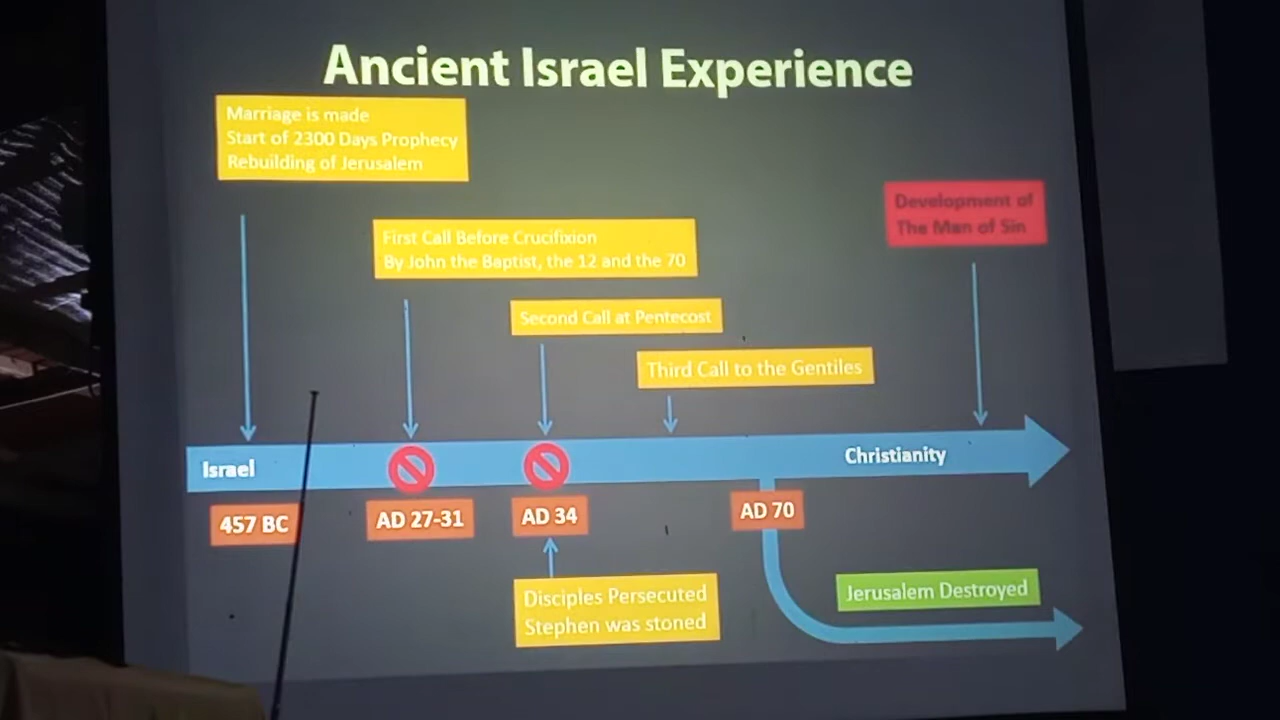 Ancient Israel Experience
Marriage is made
Start of 2300 Days Prophecy
Rebuilding of Jerusalem
First Call Before Crucifixion
By John the Baptist, the 12 and the 70
Second Call at Pentecost
Third Call to the Gentiles
Development of
The Man of Sin
Israel
Christianity
457 BC
AD 27-31
AD 34
AD 70
Disciples Persecuted
Stephen was stoned
Jerusalem Destroyed